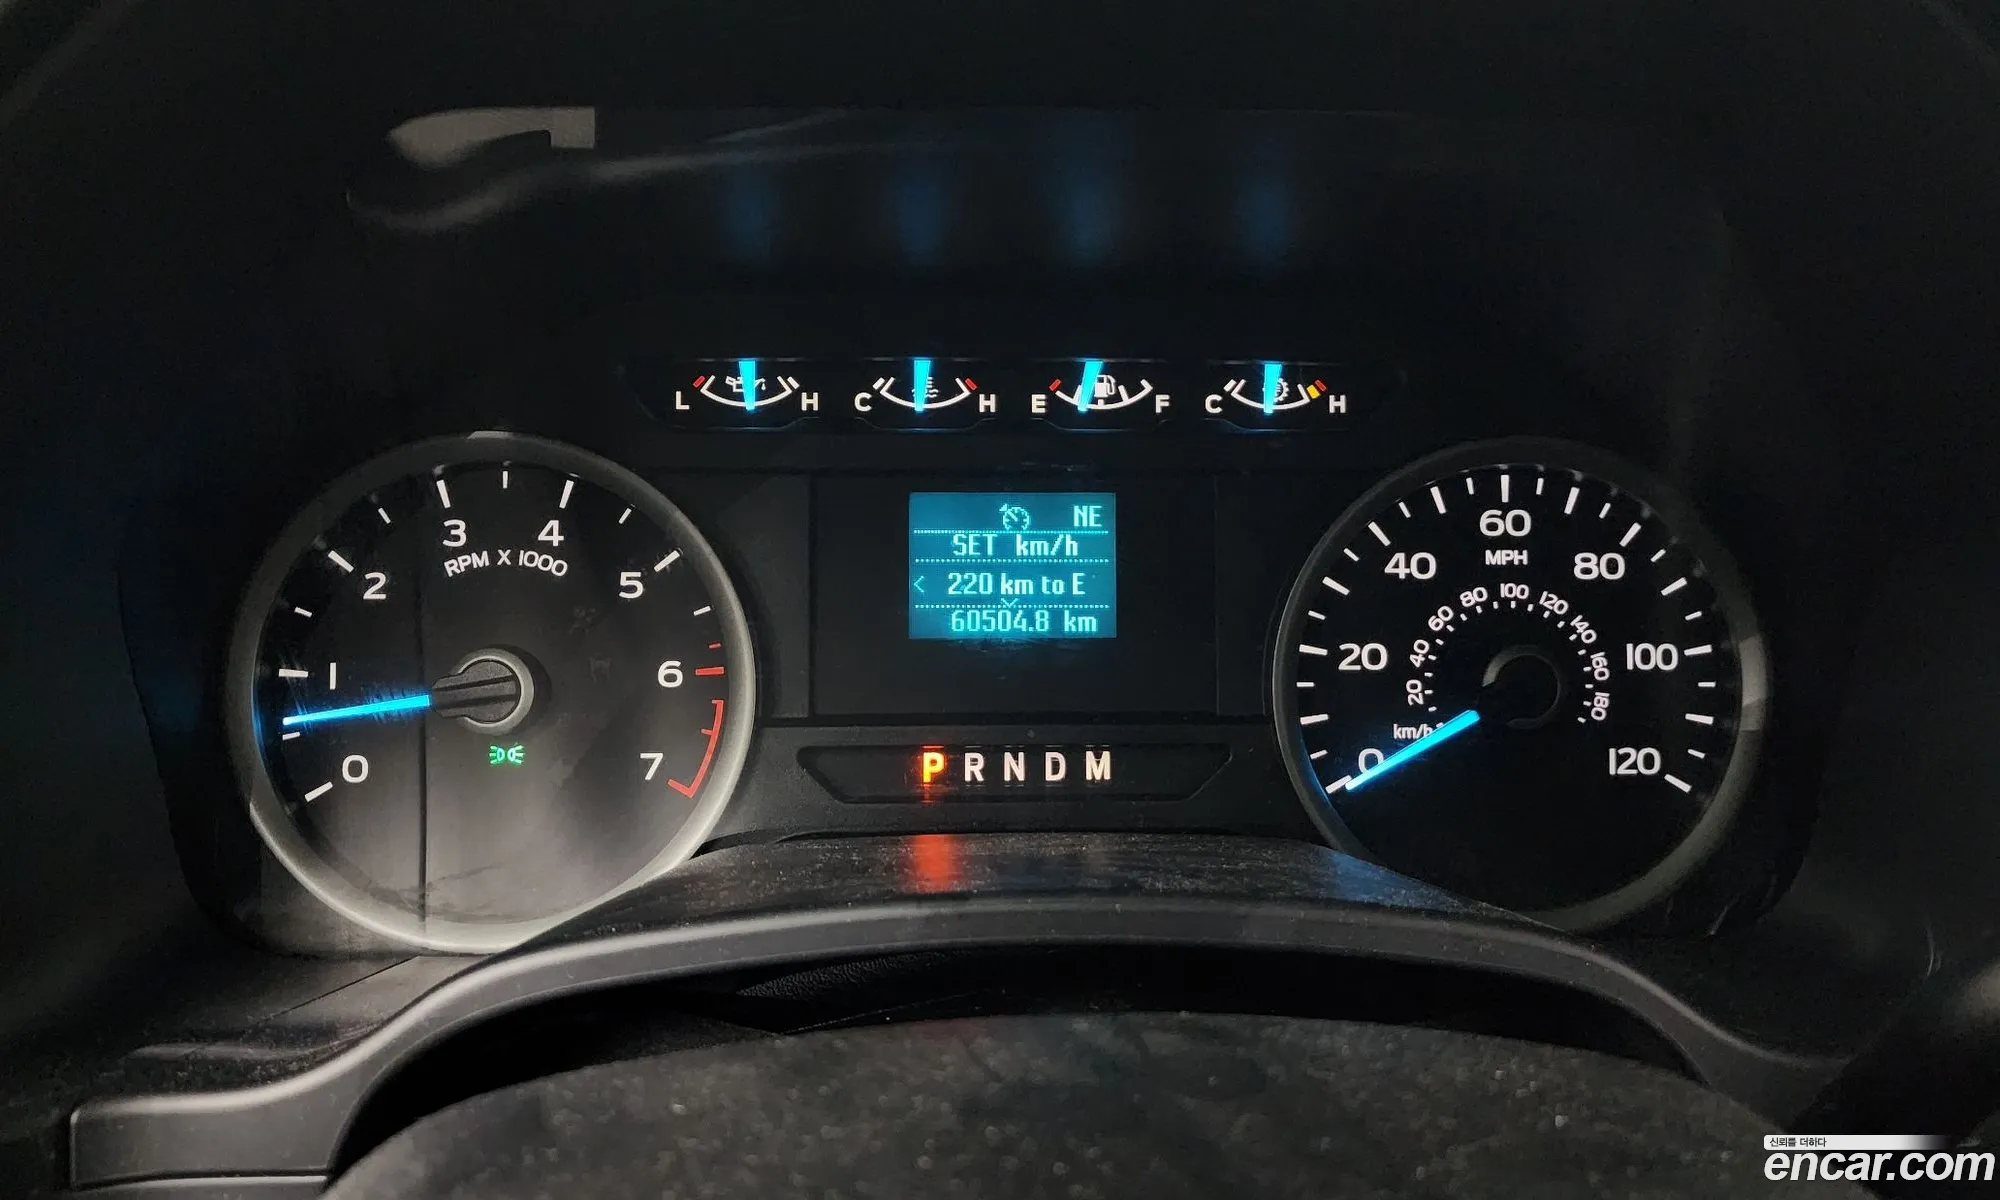 L H C H E F C H
0 1 2 3 4 5 6 7
RPM X 1000
NE
SET km/h
< 220 km to E
60504.8 km
P R N D M
0 20 40 60 80 100 120
MPH
20 40 60 80 100 120 140 160 180
km/h
신뢰를 더하다
encar.com